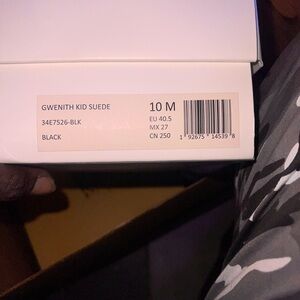 GWENITH KID SUEDE
34E7526-BLK
BLACK
10 M
EU 40.5
MX 27
CN 250
1 92675 14539 8